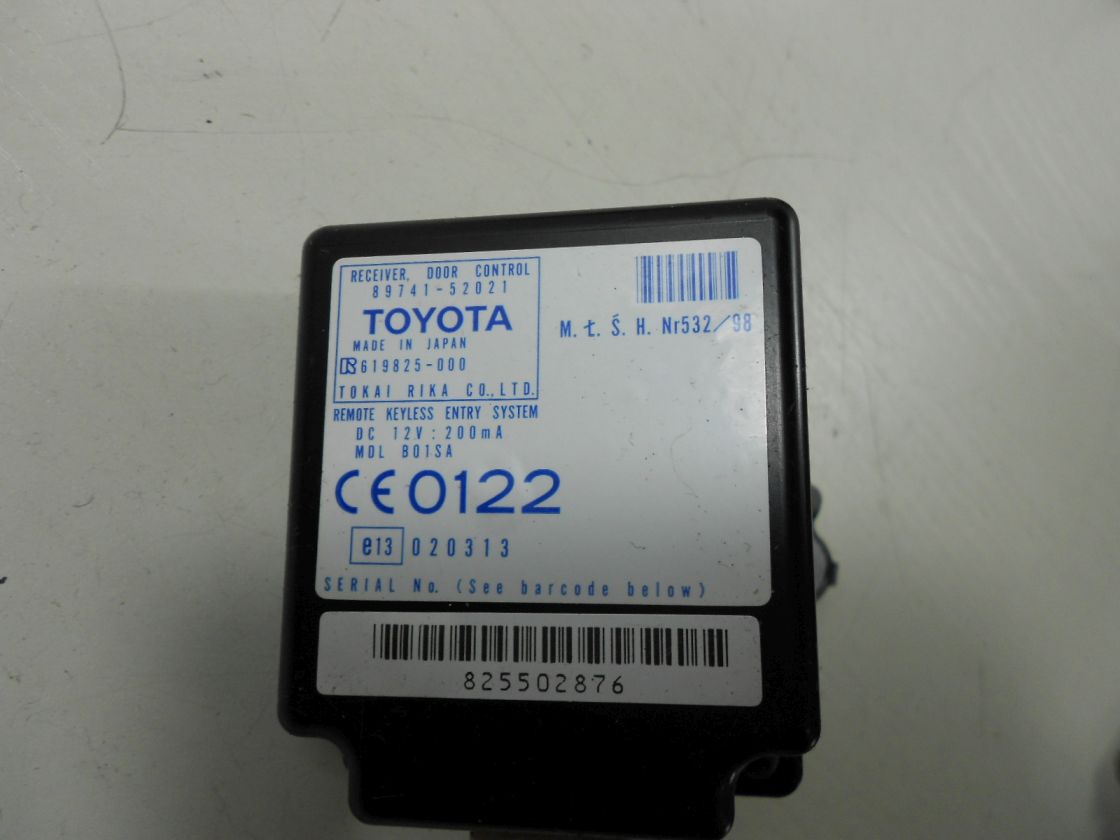 RECEIVER, DOOR CONTROL
89741-52021
TOYOTA
MADE IN JAPAN
R 619825-000
TOKAI RIKA CO.,LTD.
REMOTE KEYLESS ENTRY SYSTEM
DC 12V : 200mA
MDL B01SA
CE0122
e13 020313
SERIAL No. (See barcode below)
M. Ł. Ś. H. Nr532/98
825502876